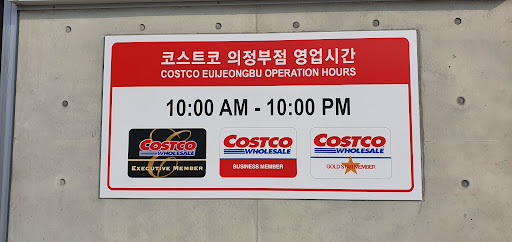 코스트코 의정부점 영업시간
COSTCO EUIJEONGBU OPERATION HOURS
10:00 AM - 10:00 PM
COSTCO
WHOLESALE
EXECUTIVE MEMBER
COSTCO
WHOLESALE
BUSINESS MEMBER
COSTCO
WHOLESALE
GOLD STAR MEMBER